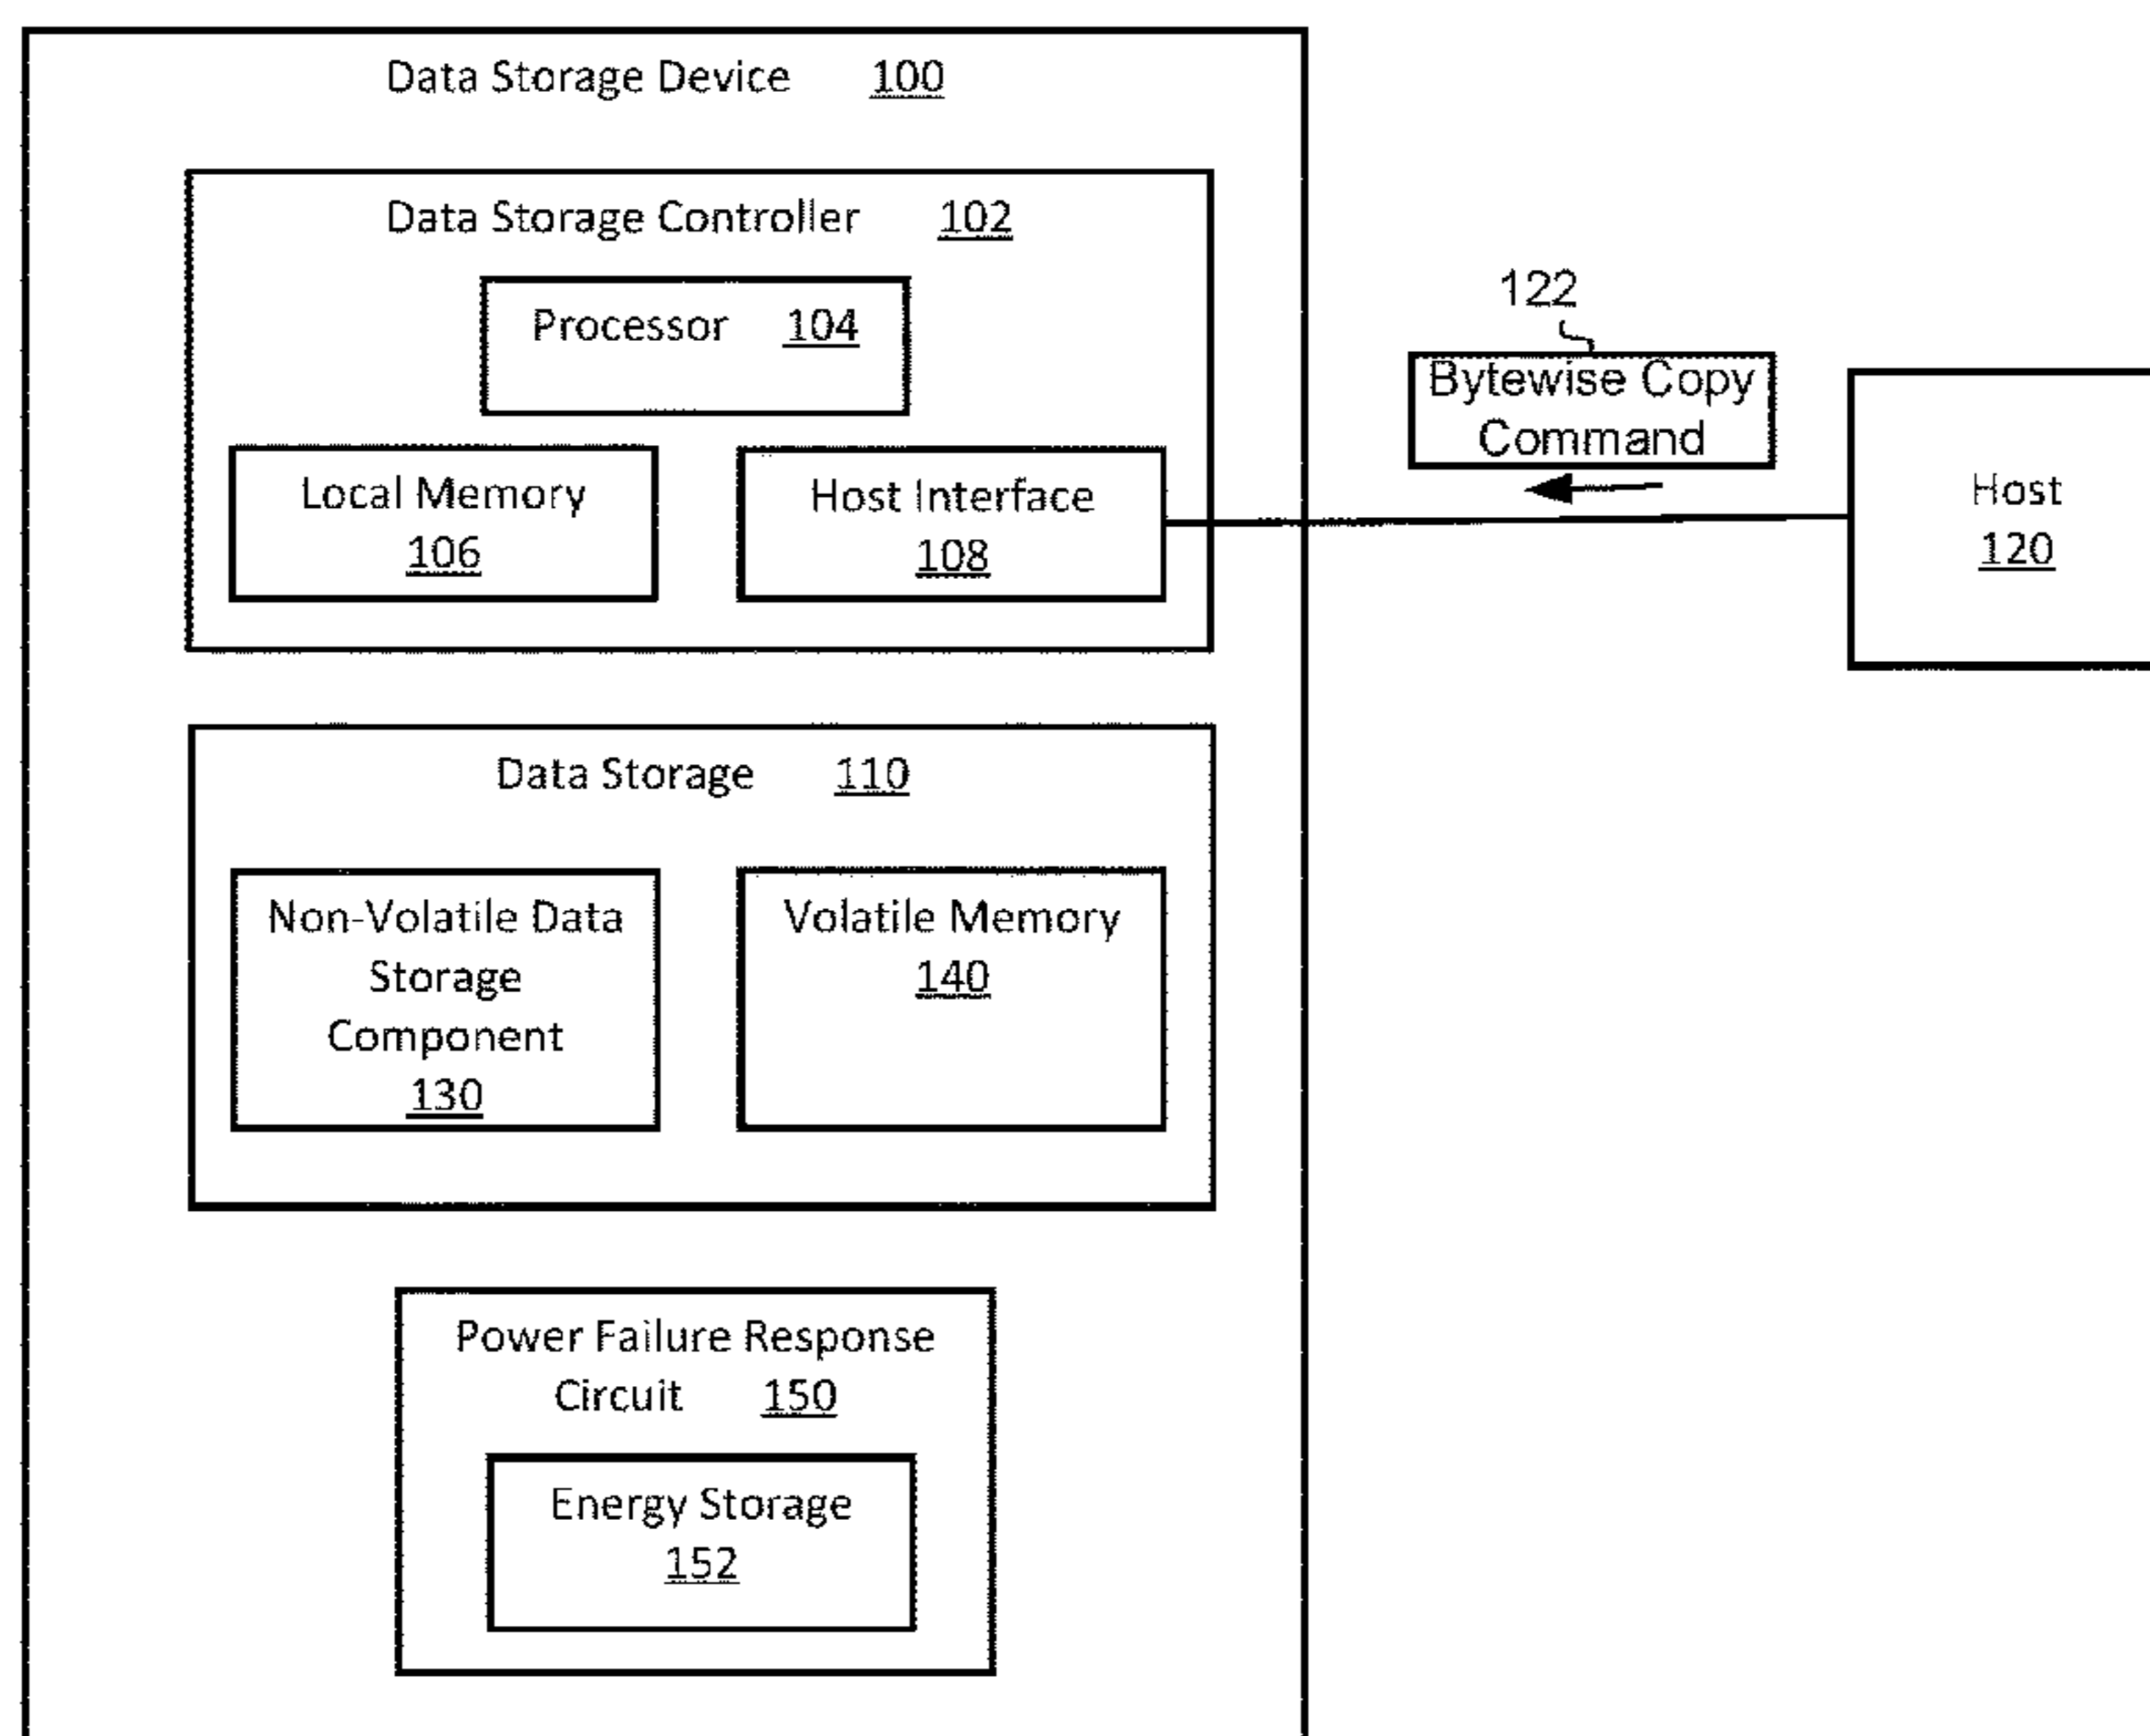 Data Storage Device 100
Data Storage Controller 102
Processor 104
Local Memory
106
Host Interface
108
122
Bytewise Copy
Command
Host
120
Data Storage 110
Non-Volatile Data
Storage
Component
130
Volatile Memory
140
Power Failure Response
Circuit 150
Energy Storage
152